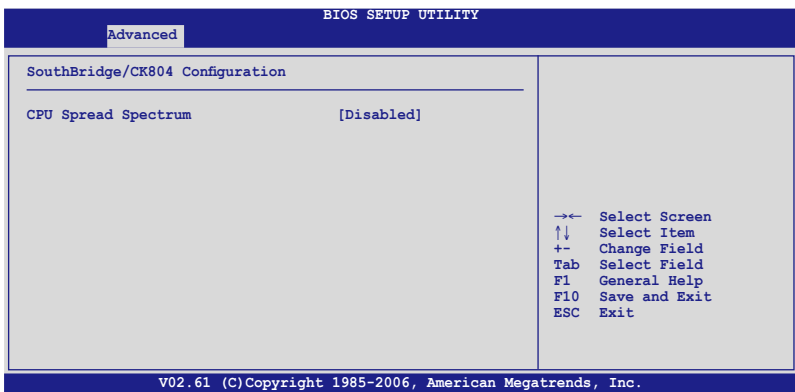 BIOS SETUP UTILITY
Advanced
SouthBridge/CK804 Configuration
CPU Spread Spectrum [Disabled]
→← Select Screen
↑↓ Select Item
+- Change Field
Tab Select Field
F1 General Help
F10 Save and Exit
ESC Exit
V02.61 (C)Copyright 1985-2006, American Megatrends, Inc.